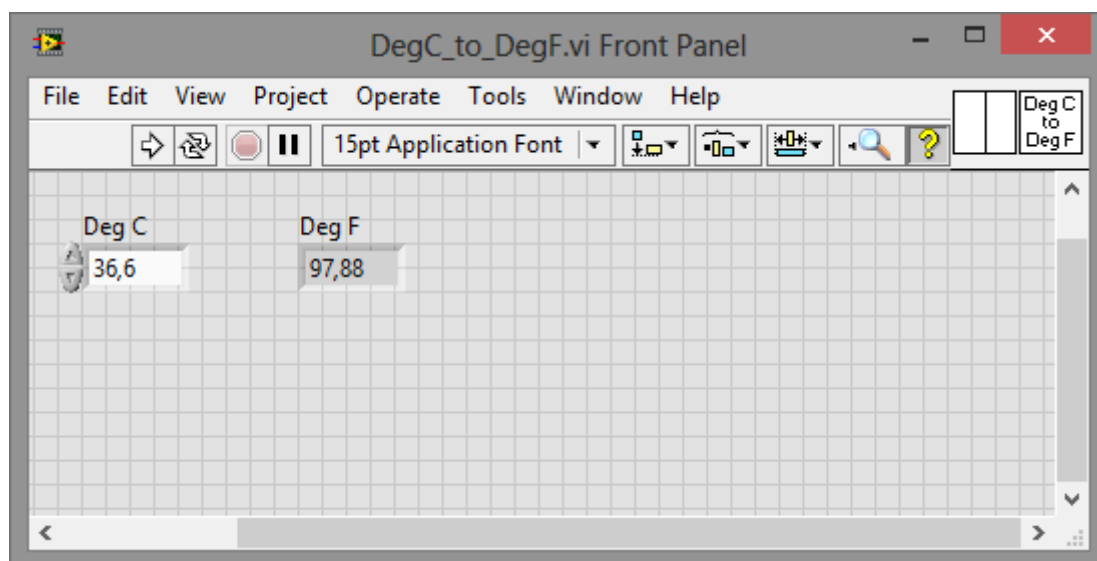 DegC_to_DegF.vi Front Panel
File Edit View Project Operate Tools Window Help
Deg C
to
Deg F
15pt Application Font
?
Deg C
Deg F
36,6
97,88